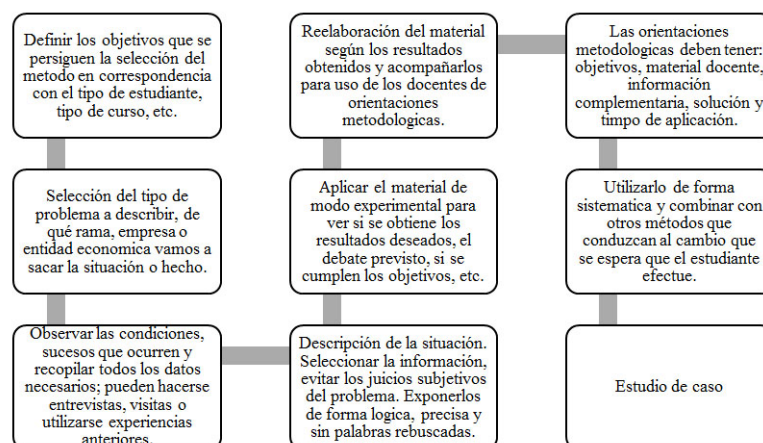 Definir los objetivos que se
persiguen la selección del
metodo en correspondencia
con el tipo de estudiante,
tipo de curso, etc.
Selección del tipo de
problema a describir, de
qué rama, empresa o
entidad economica vamos a
sacar la situación o hecho.
Observar las condiciones,
sucesos que ocurren y
recopilar todos los datos
necesarios; pueden hacerse
entrevistas, visitas o
utilizarse experiencias
anteriores.
Descripción de la situación.
Seleccionar la información,
evitar los juicios subjetivos
del problema. Exponerlos
de forma logica, precisa y
sin palabras rebuscadas.
Aplicar el material de
modo experimental para
ver si se obtiene los
resultados deseados, el
debate previsto, si se
cumplen los objetivos, etc.
Reelaboración del material
según los resultados
obtenidos y acompañarlos
para uso de los docentes de
orientaciones
metodologicas.
Las orientaciones
metodologicas deben tener:
objetivos, material docente,
información
complementaria, solución y
timpo de aplicación.
Utilizarlo de forma
sistematica y combinar con
otros métodos que
conduzcan al cambio que
se espera que el estudiante
efectue.
Estudio de caso